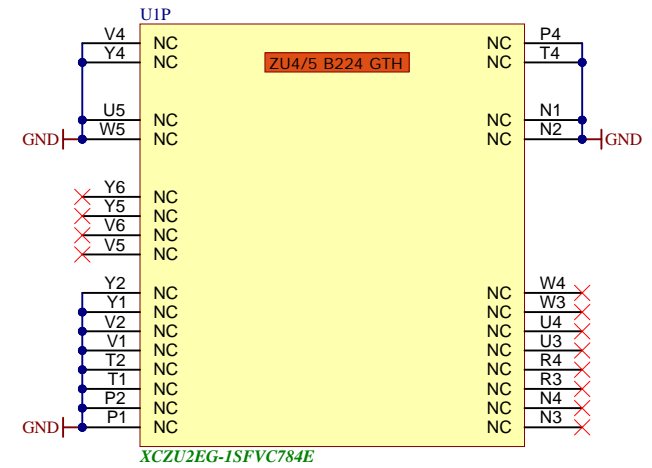 U1P
V4 NC NC P4
Y4 NC ZU4/5 B224 GTH NC T4
U5 NC NC N1
GND W5 NC NC N2 GND
Y6 NC
Y5 NC
V6 NC
V5 NC
Y2 NC NC W4
Y1 NC NC W3
V2 NC NC U4
V1 NC NC U3
T2 NC NC R4
T1 NC NC R3
P2 NC NC N4
GND P1 NC NC N3
XCZU2EG-1SFVC784E